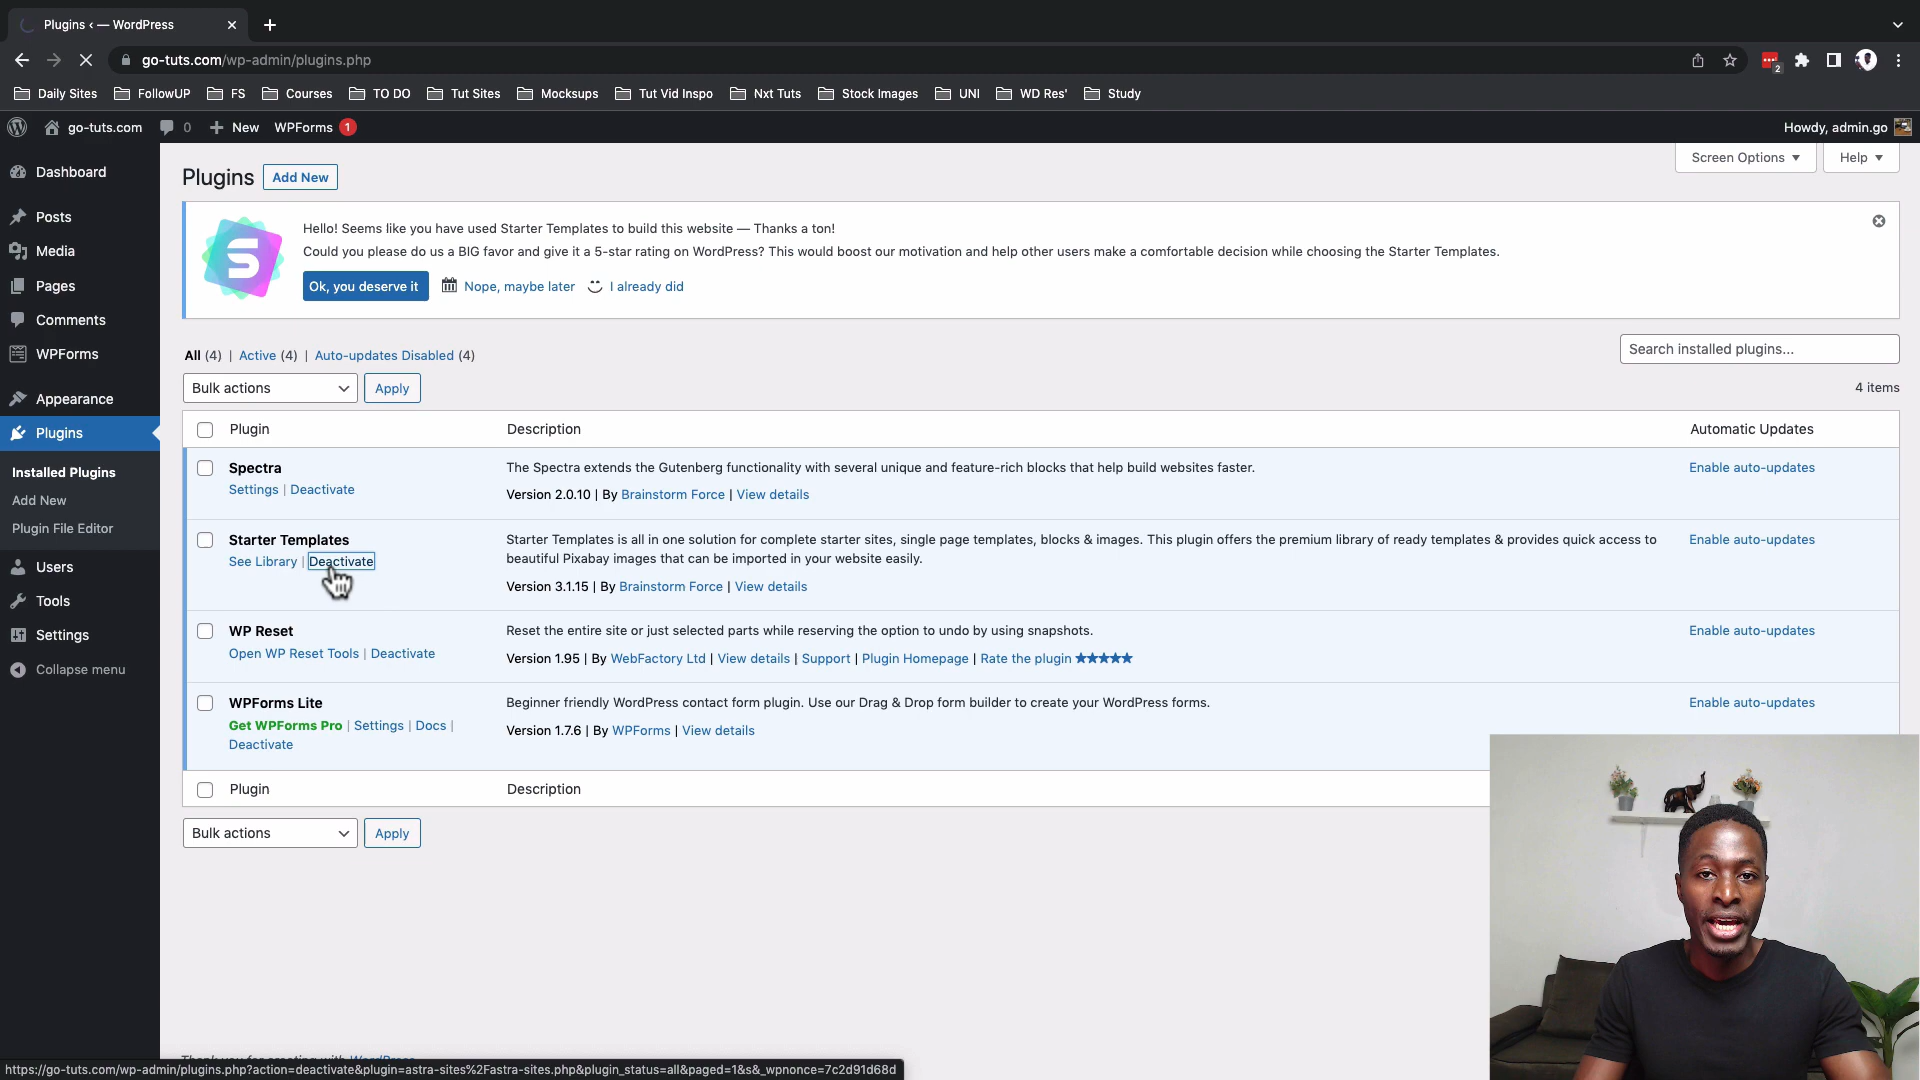 Plugins ‹ — WordPress
go-tuts.com/wp-admin/plugins.php
2
Daily Sites FollowUP FS Courses TO DO Tut Sites Mocksups Tut Vid Inspo Nxt Tuts Stock Images UNI WD Res' Study
go-tuts.com 0 New WPForms 1 Howdy, admin.go
Screen Options Help
Dashboard
Posts
Media
Pages
Comments
WPForms
Appearance
Plugins
Installed Plugins
Add New
Plugin File Editor
Users
Tools
Settings
Collapse menu
Plugins Add New
S
Hello! Seems like you have used Starter Templates to build this website — Thanks a ton!
Could you please do us a BIG favor and give it a 5-star rating on WordPress? This would boost our motivation and help other users make a comfortable decision while choosing the Starter Templates.
Ok, you deserve it Nope, maybe later I already did
All (4) | Active (4) | Auto-updates Disabled (4)
Search installed plugins...
Bulk actions Apply 4 items
Plugin Description Automatic Updates
Spectra The Spectra extends the Gutenberg functionality with several unique and feature-rich blocks that help build websites faster. Enable auto-updates
Settings | Deactivate Version 2.0.10 | By Brainstorm Force | View details
Starter Templates Starter Templates is all in one solution for complete starter sites, single page templates, blocks & images. This plugin offers the premium library of ready templates & provides quick access to Enable auto-updates
See Library | Deactivate beautiful Pixabay images that can be imported in your website easily.
Version 3.1.15 | By Brainstorm Force | View details
WP Reset Reset the entire site or just selected parts while reserving the option to undo by using snapshots. Enable auto-updates
Open WP Reset Tools | Deactivate Version 1.95 | By WebFactory Ltd | View details | Support | Plugin Homepage | Rate the plugin ★★★★★
WPForms Lite Beginner friendly WordPress contact form plugin. Use our Drag & Drop form builder to create your WordPress forms. Enable auto-updates
Get WPForms Pro | Settings | Docs | Version 1.7.6 | By WPForms | View details
Deactivate
Plugin Description
Bulk actions Apply
Thank you for creating with WordPress
https://go-tuts.com/wp-admin/plugins.php?action=deactivate&plugin=astra-sites%2Fastra-sites.php&plugin_status=all&paged=1&s&_wpnonce=7c2d91d68d